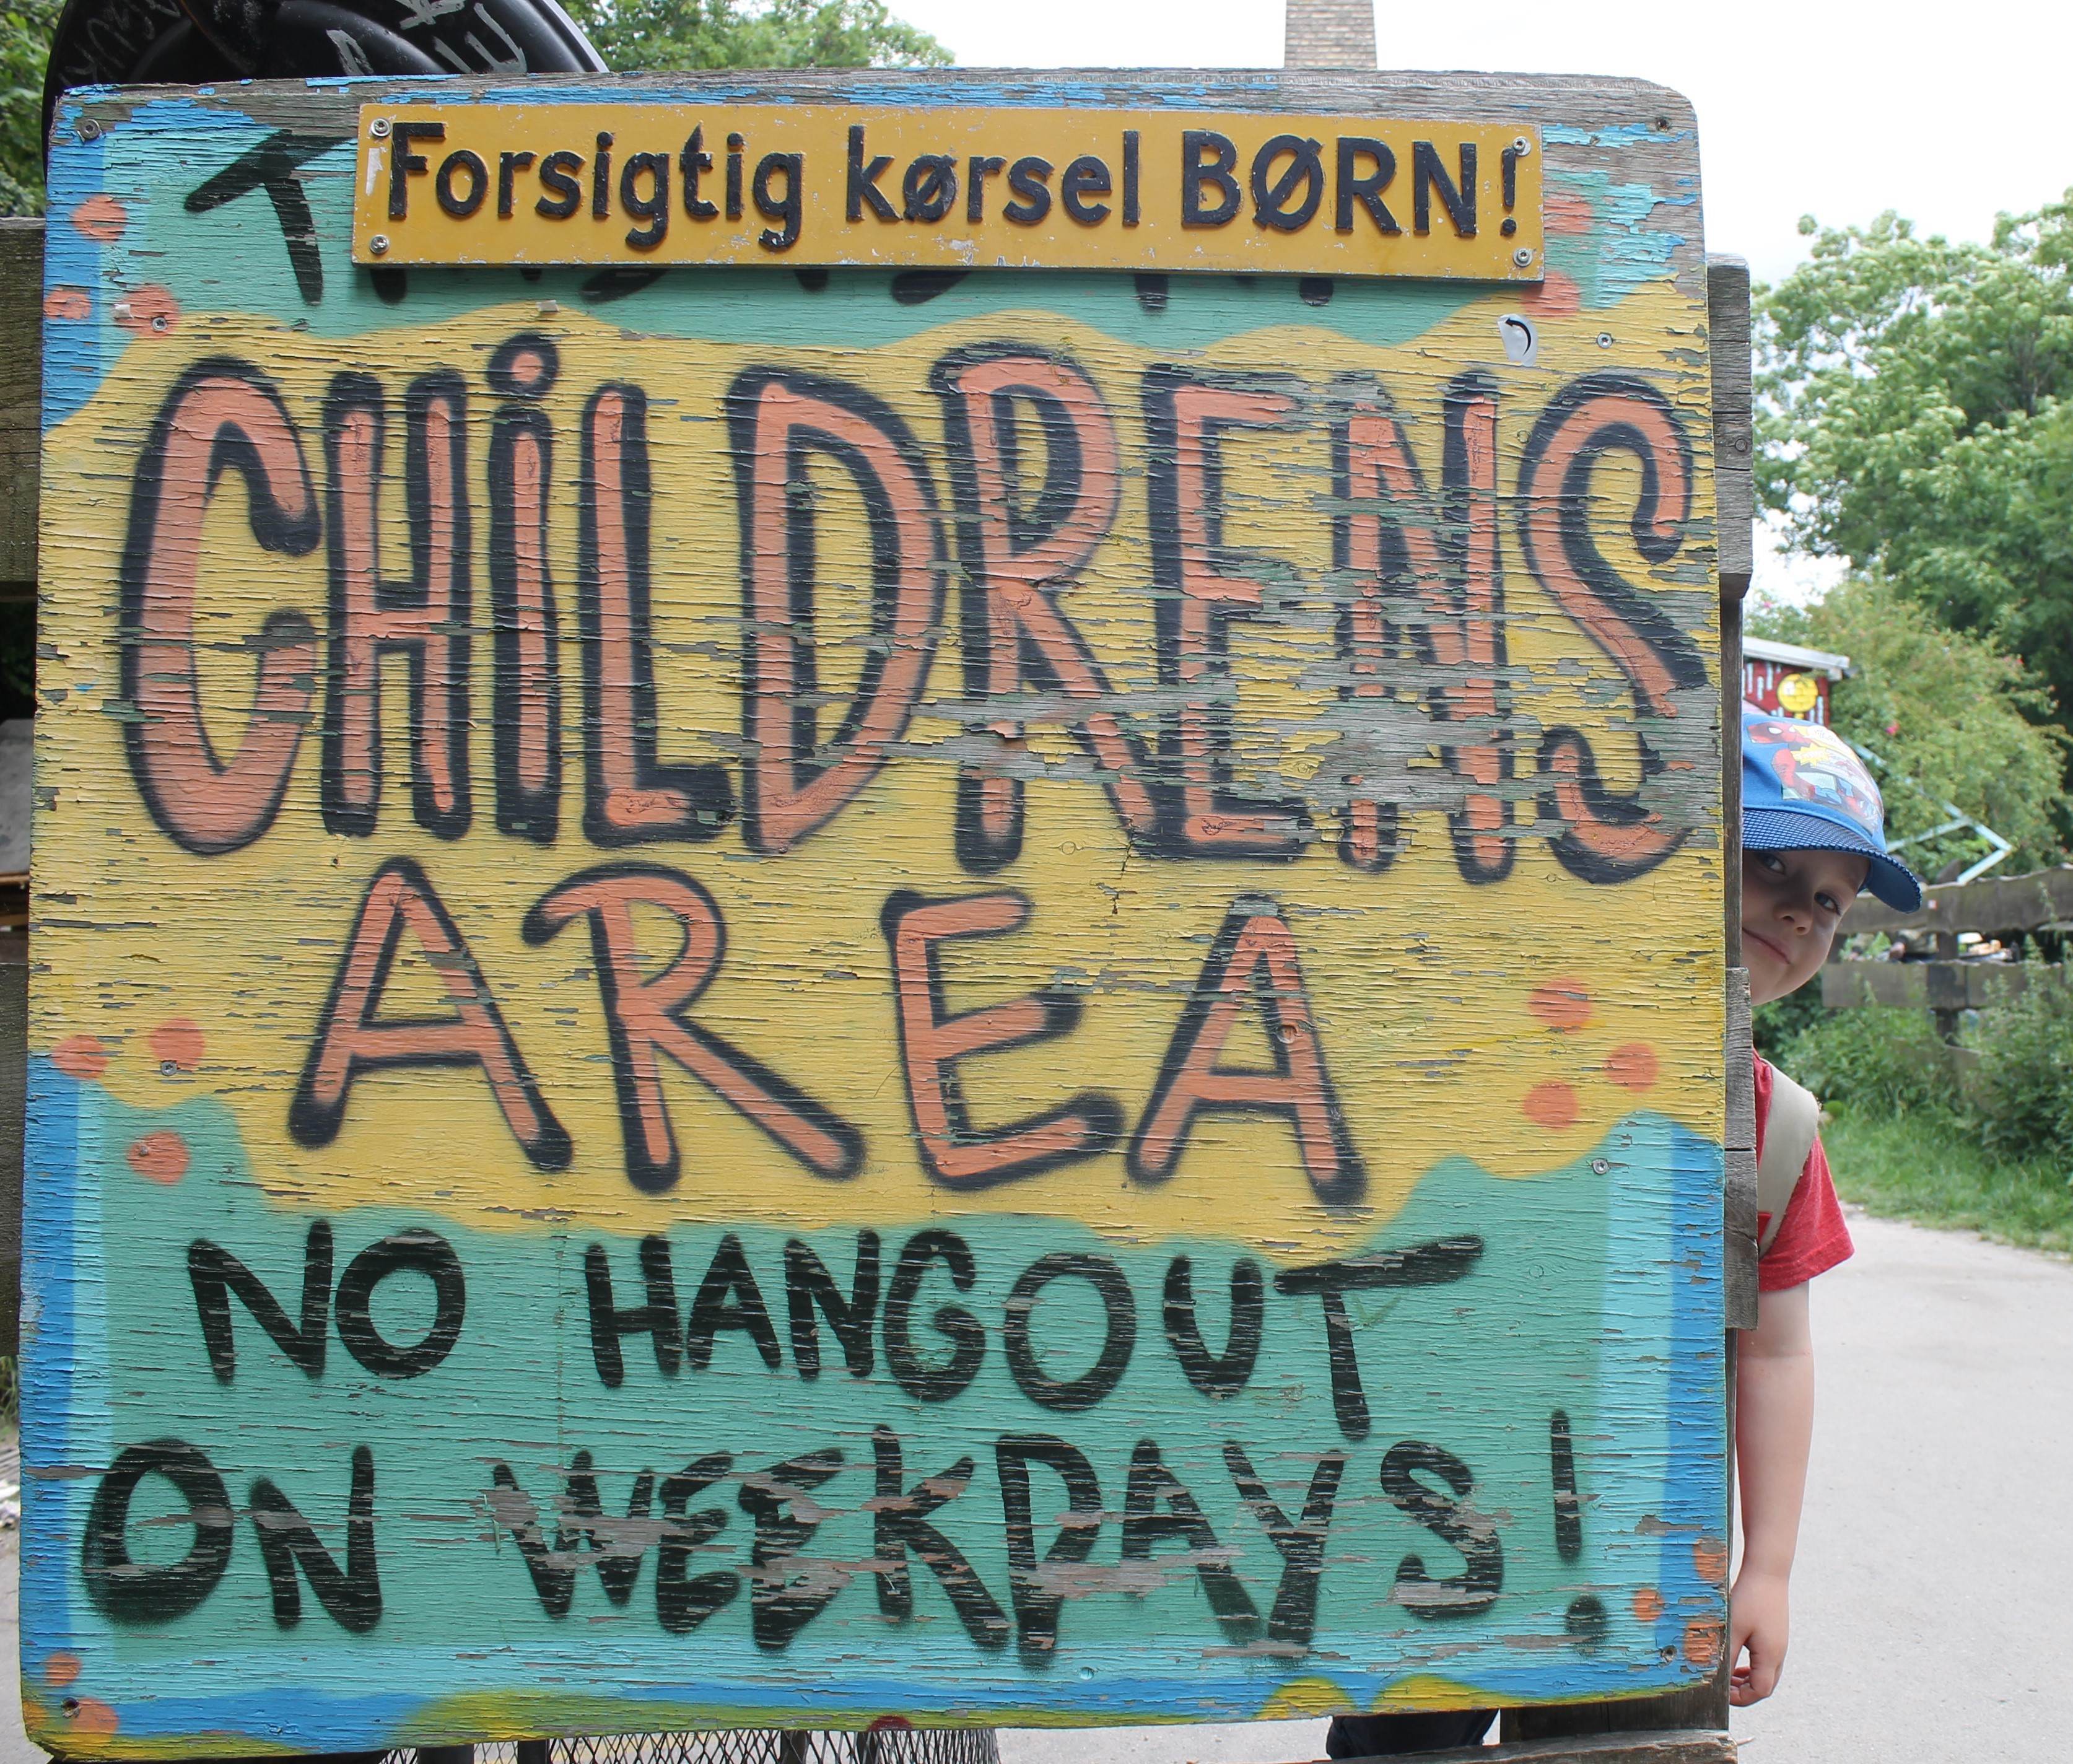 Forsigtig kørsel BØRN!
CHiLDRENS
AREA
NO HANGOUT
ON WEEKDAYS!